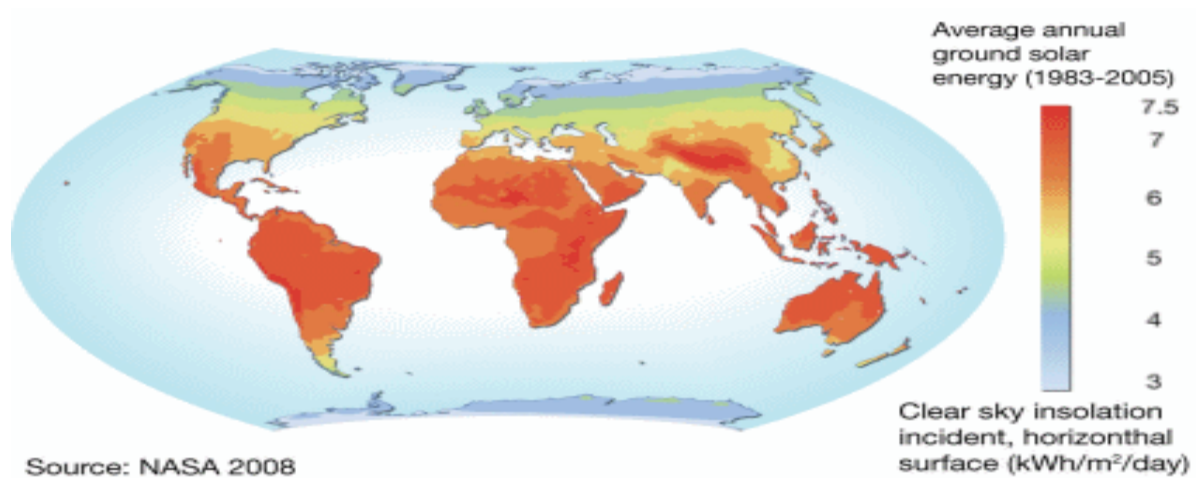 Average annual
ground solar
energy (1983-2005)
7.5
7
6
5
4
3
Clear sky insolation
incident, horizonthal
surface (kWh/m²/day)
Source: NASA 2008